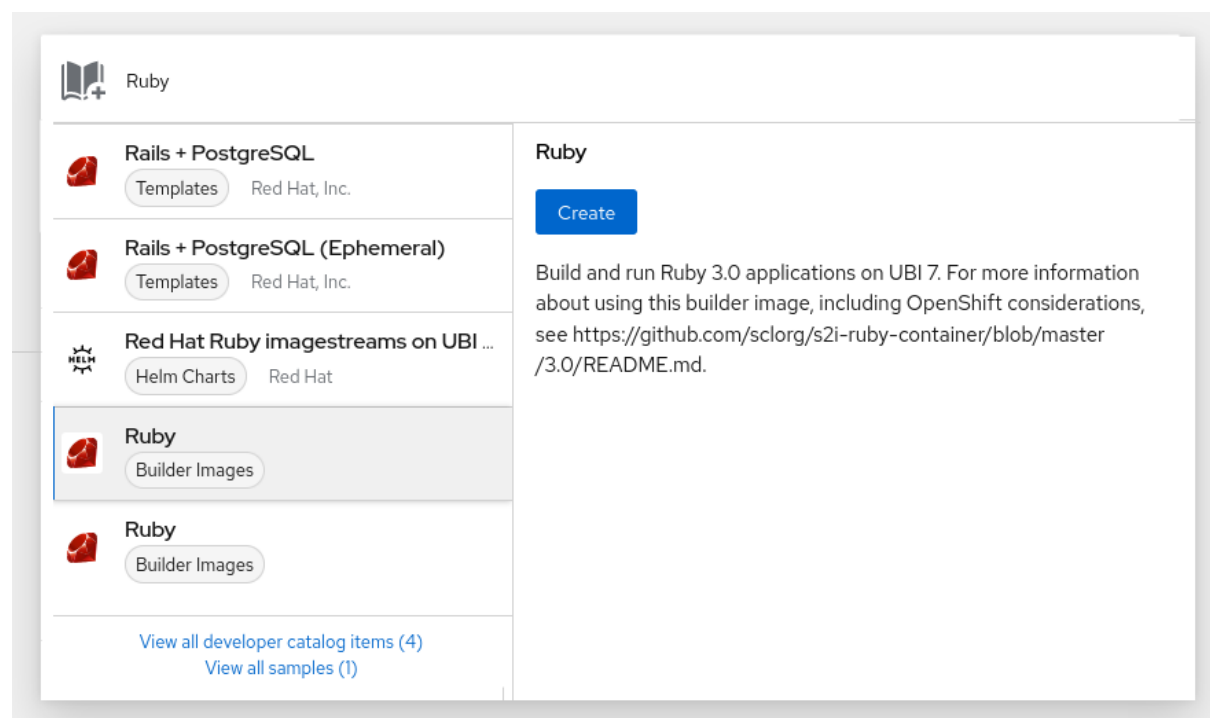 Ruby
Rails + PostgreSQL
Templates Red Hat, Inc.
Rails + PostgreSQL (Ephemeral)
Templates Red Hat, Inc.
HELM
Red Hat Ruby imagestreams on UBI ...
Helm Charts Red Hat
Ruby
Builder Images
Ruby
Builder Images
View all developer catalog items (4)
View all samples (1)
Ruby
Create
Build and run Ruby 3.0 applications on UBI 7. For more information
about using this builder image, including OpenShift considerations,
see https://github.com/sclorg/s2i-ruby-container/blob/master
/3.0/README.md.